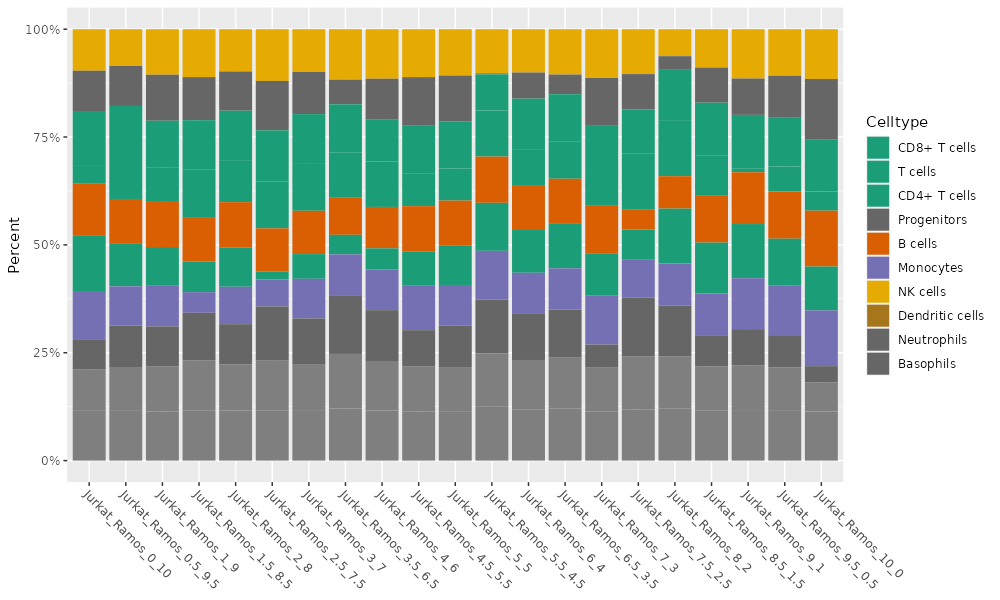 100%
75%
50%
25%
0%
Percent
Jurkat_Ramos_0_10
Jurkat_Ramos_0.5_9.5
Jurkat_Ramos_1_9
Jurkat_Ramos_1.5_8.5
Jurkat_Ramos_2_8
Jurkat_Ramos_2.5_7.5
Jurkat_Ramos_3_7
Jurkat_Ramos_3.5_6.5
Jurkat_Ramos_4_6
Jurkat_Ramos_4.5_5.5
Jurkat_Ramos_5_5
Jurkat_Ramos_5.5_4.5
Jurkat_Ramos_6_4
Jurkat_Ramos_6.5_3.5
Jurkat_Ramos_7_3
Jurkat_Ramos_7.5_2.5
Jurkat_Ramos_8_2
Jurkat_Ramos_8.5_1.5
Jurkat_Ramos_9_1
Jurkat_Ramos_9.5_0.5
Jurkat_Ramos_10_0
Celltype
CD8+ T cells
T cells
CD4+ T cells
Progenitors
B cells
Monocytes
NK cells
Dendritic cells
Neutrophils
Basophils